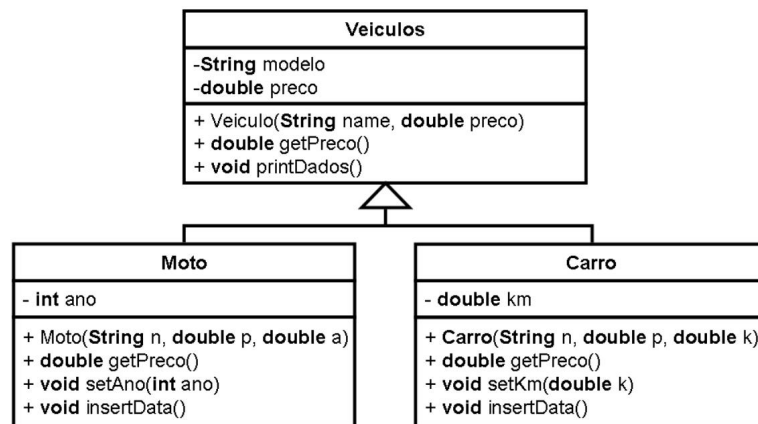 Veiculos
-String modelo
-double preco
+ Veiculo(String name, double preco)
+ double getPreco()
+ void printDados()
Moto
- int ano
+ Moto(String n, double p, double a)
+ double getPreco()
+ void setAno(int ano)
+ void insertData()
Carro
- double km
+ Carro(String n, double p, double k)
+ double getPreco()
+ void setKm(double k)
+ void insertData()